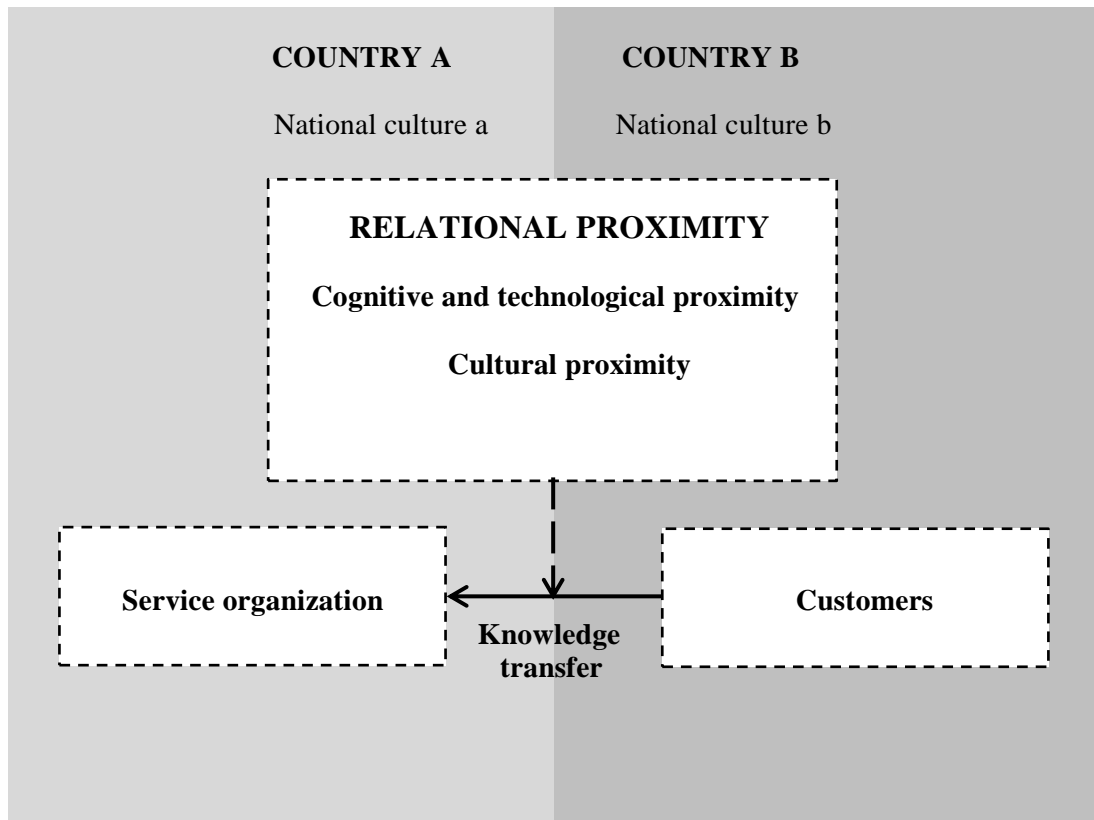 COUNTRY A
COUNTRY B
National culture a
National culture b
RELATIONAL PROXIMITY
Cognitive and technological proximity
Cultural proximity
Service organization
Customers
Knowledge
transfer